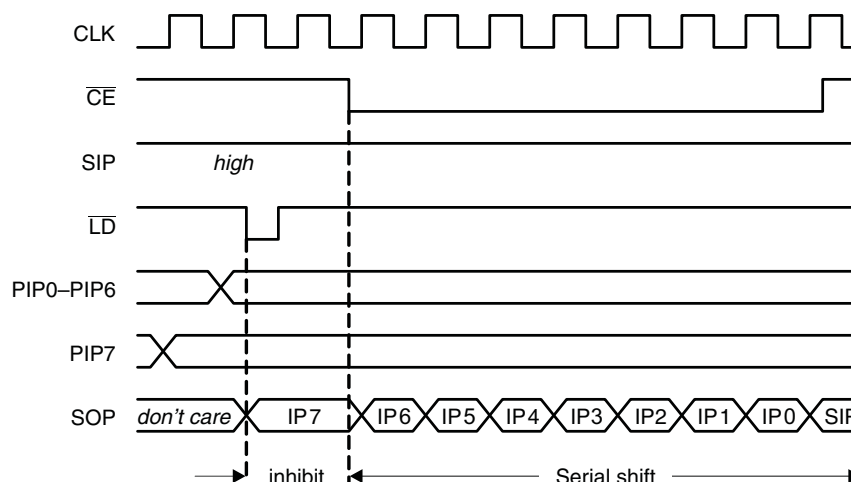 CLK
CE
SIP
high
LD
PIP0–PIP6
PIP7
SOP don't care IP7 IP6 IP5 IP4 IP3 IP2 IP1 IP0 SIP
inhibit Serial shift